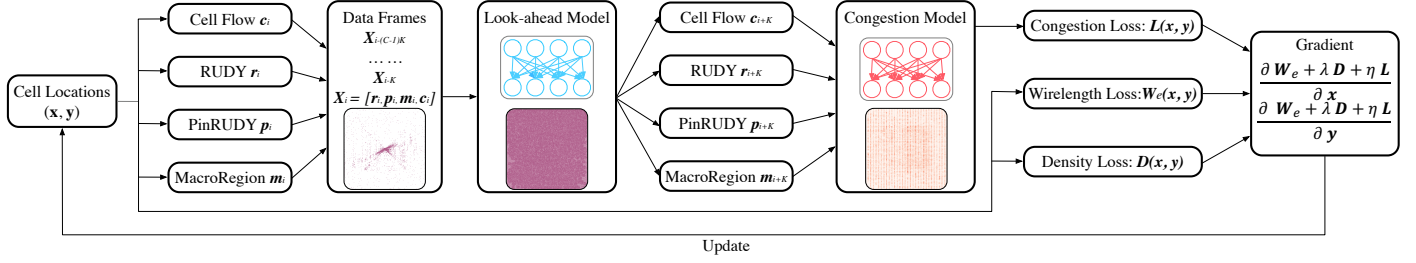 Cell Locations
(x, y)
Cell Flow c_i
RUDY r_i
PinRUDY p_i
MacroRegion m_i
Data Frames
X_{i-(C-1)K}
... ...
X_{i-K}
X_i = [r_i, p_i, m_i, c_i]
Look-ahead Model
Cell Flow c_{i+K}
RUDY r_{i+K}
PinRUDY p_{i+K}
MacroRegion m_{i+K}
Congestion Model
Congestion Loss: L(x, y)
Wirelength Loss: W_e(x, y)
Density Loss: D(x, y)
Gradient
∂ W_e + λ D + η L
∂ x
∂ W_e + λ D + η L
∂ y
Update